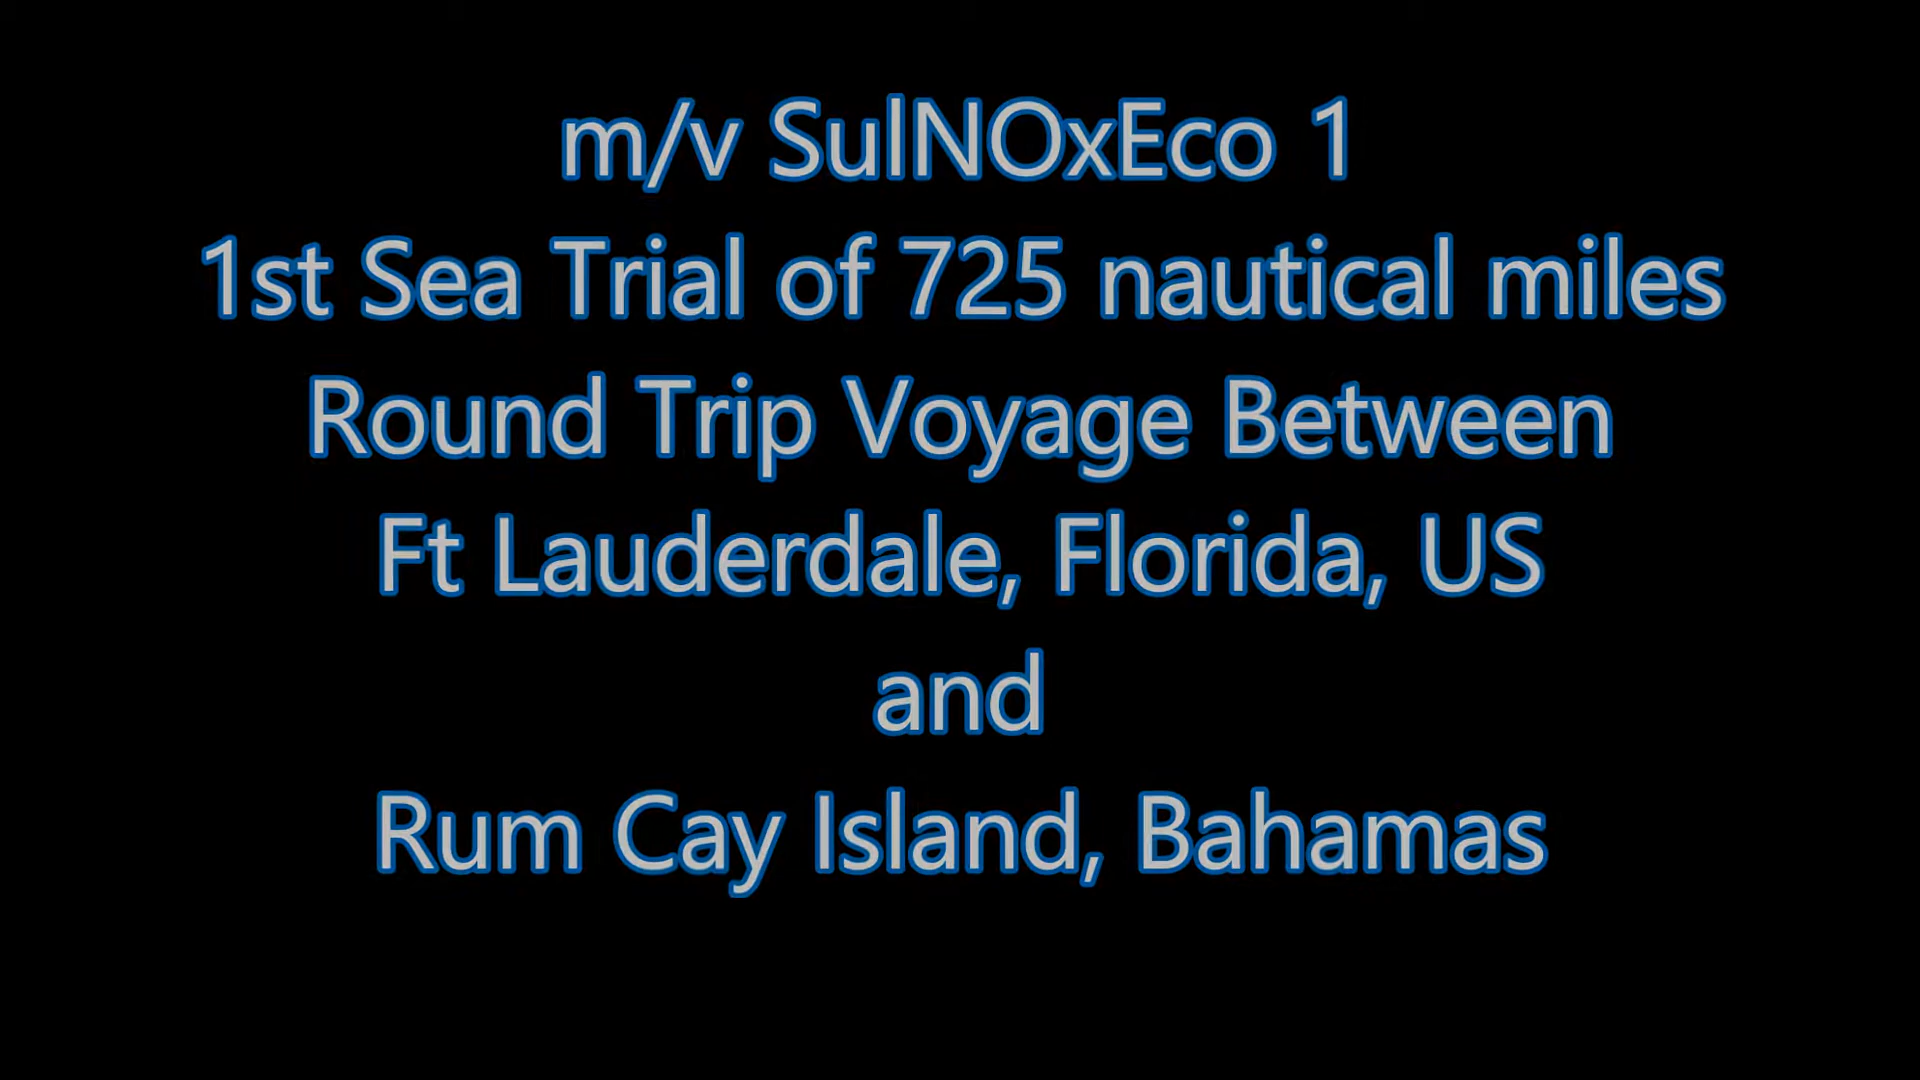 m/v SulNOxEco 1
1st Sea Trial of 725 nautical miles
Round Trip Voyage Between
Ft Lauderdale, Florida, US
and
Rum Cay Island, Bahamas